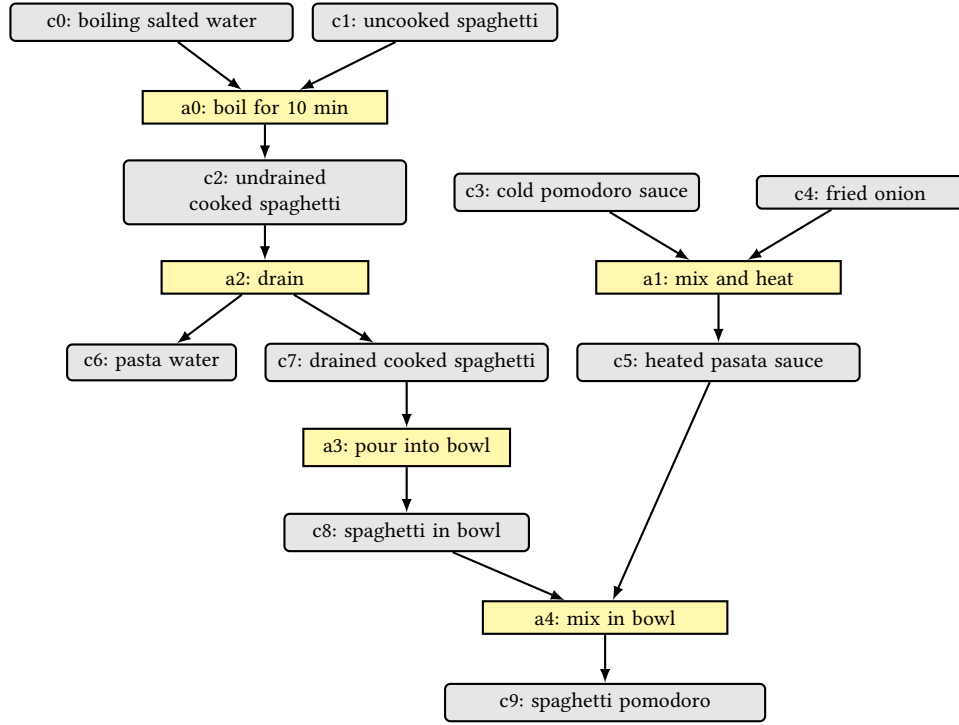 c0: boiling salted water
c1: uncooked spaghetti
a0: boil for 10 min
c2: undrained
cooked spaghetti
c3: cold pomodoro sauce
c4: fried onion
a2: drain
a1: mix and heat
c6: pasta water
c7: drained cooked spaghetti
c5: heated pasata sauce
a3: pour into bowl
c8: spaghetti in bowl
a4: mix in bowl
c9: spaghetti pomodoro